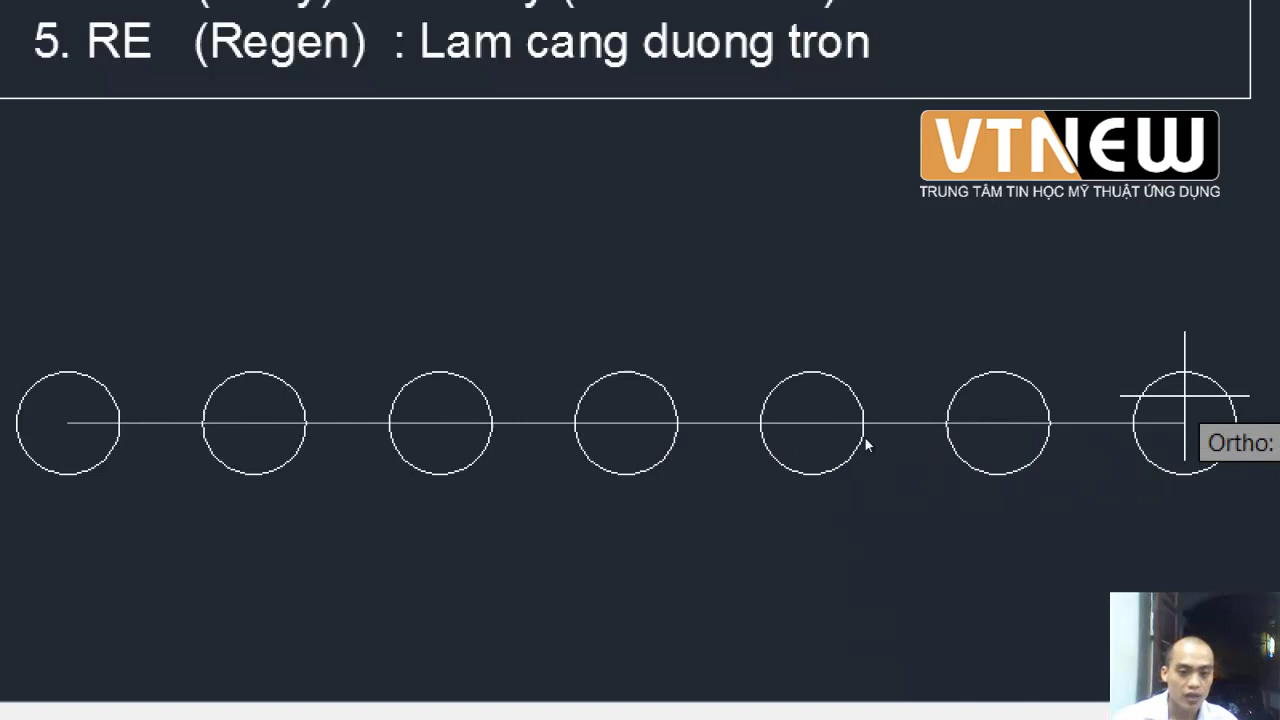 5. RE (Regen) : Lam cang duong tron
VTNEW
TRUNG TÂM TIN HỌC MỸ THUẬT ỨNG DỤNG
Ortho: